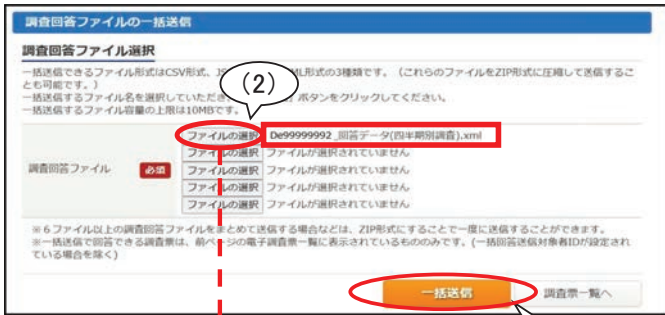 調査回答ファイルの一括送信
調査回答ファイル選択
一括送信できるファイル形式はCSV形式、JS ML形式の3種類です。（これらのファイルをZIP形式に圧縮して送信するこ
とも可能です。）
一括送信するファイル名を選択していただき、 ボタンをクリックしてください。
一括送信するファイル容量の上限は10MBです。
(2)
調査回答ファイル 必須
ファイルの選択 De99999992_回答データ(四半期別調査).xml
ファイルの選択 ファイルが選択されていません
ファイルの選択 ファイルが選択されていません
ファイルの選択 ファイルが選択されていません
ファイルの選択 ファイルが選択されていません
※６ファイル以上の調査回答ファイルをまとめて送信する場合などは、ZIP形式にすることで一度に送信することができます。
※一括送信で回答できる調査票は、前ページの電子調査票一覧に表示されているもののみです。(一括回答送信対象者IDが設定され
ている場合を除く)
一括送信 調査票一覧へ